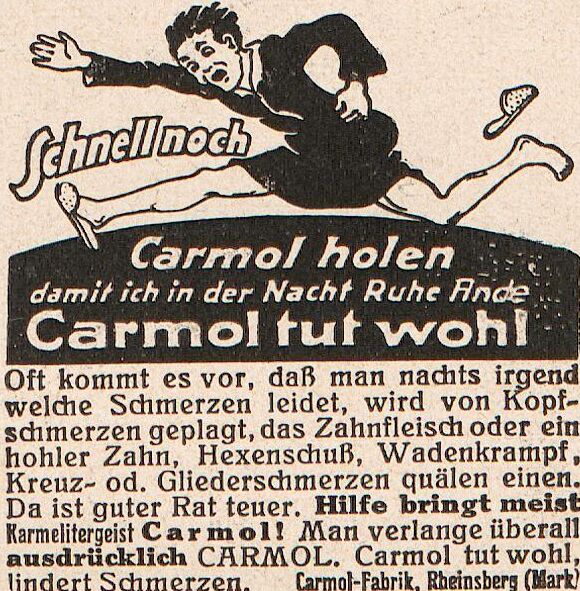 Schnell noch
Carmol holen
damit ich in der Nacht Ruhe finde
Carmol tut wohl
Oft kommt es vor, daß man nachts irgend
welche Schmerzen leidet, wird von Kopf-
schmerzen geplagt, das Zahnfleisch oder ein
hohler Zahn, Hexenschuß, Wadenkrampf,
Kreuz- od. Gliederschmerzen quälen einen.
Da ist guter Rat teuer. Hilfe bringt meist
Karmelitergeist Carmol! Man verlange überall
ausdrücklich CARMOL. Carmol tut wohl,
lindert Schmerzen. Carmol-Fabrik, Rheinsberg (Mark)